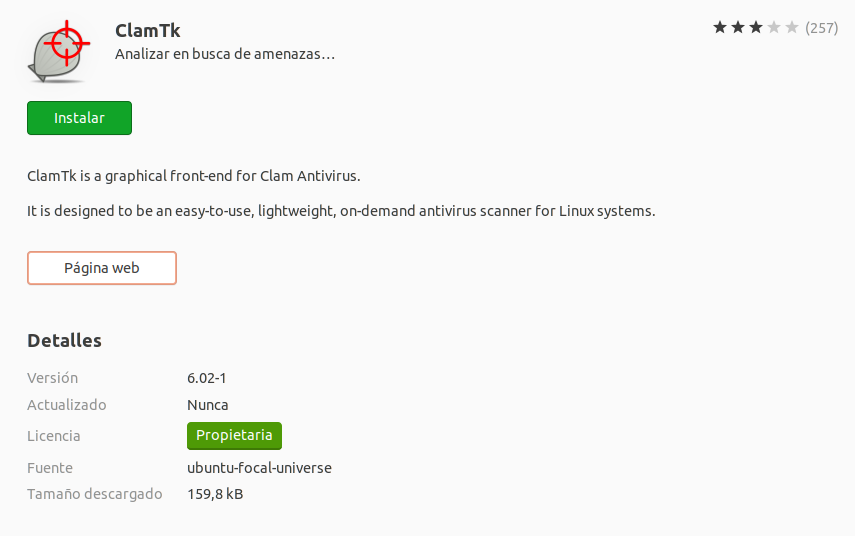 ClamTk
(257)
Analizar en busca de amenazas…
Instalar
ClamTk is a graphical front-end for Clam Antivirus.
It is designed to be an easy-to-use, lightweight, on-demand antivirus scanner for Linux systems.
Página web
Detalles
Versión 6.02-1
Actualizado Nunca
Licencia Propietaria
Fuente ubuntu-focal-universe
Tamaño descargado 159,8 kB